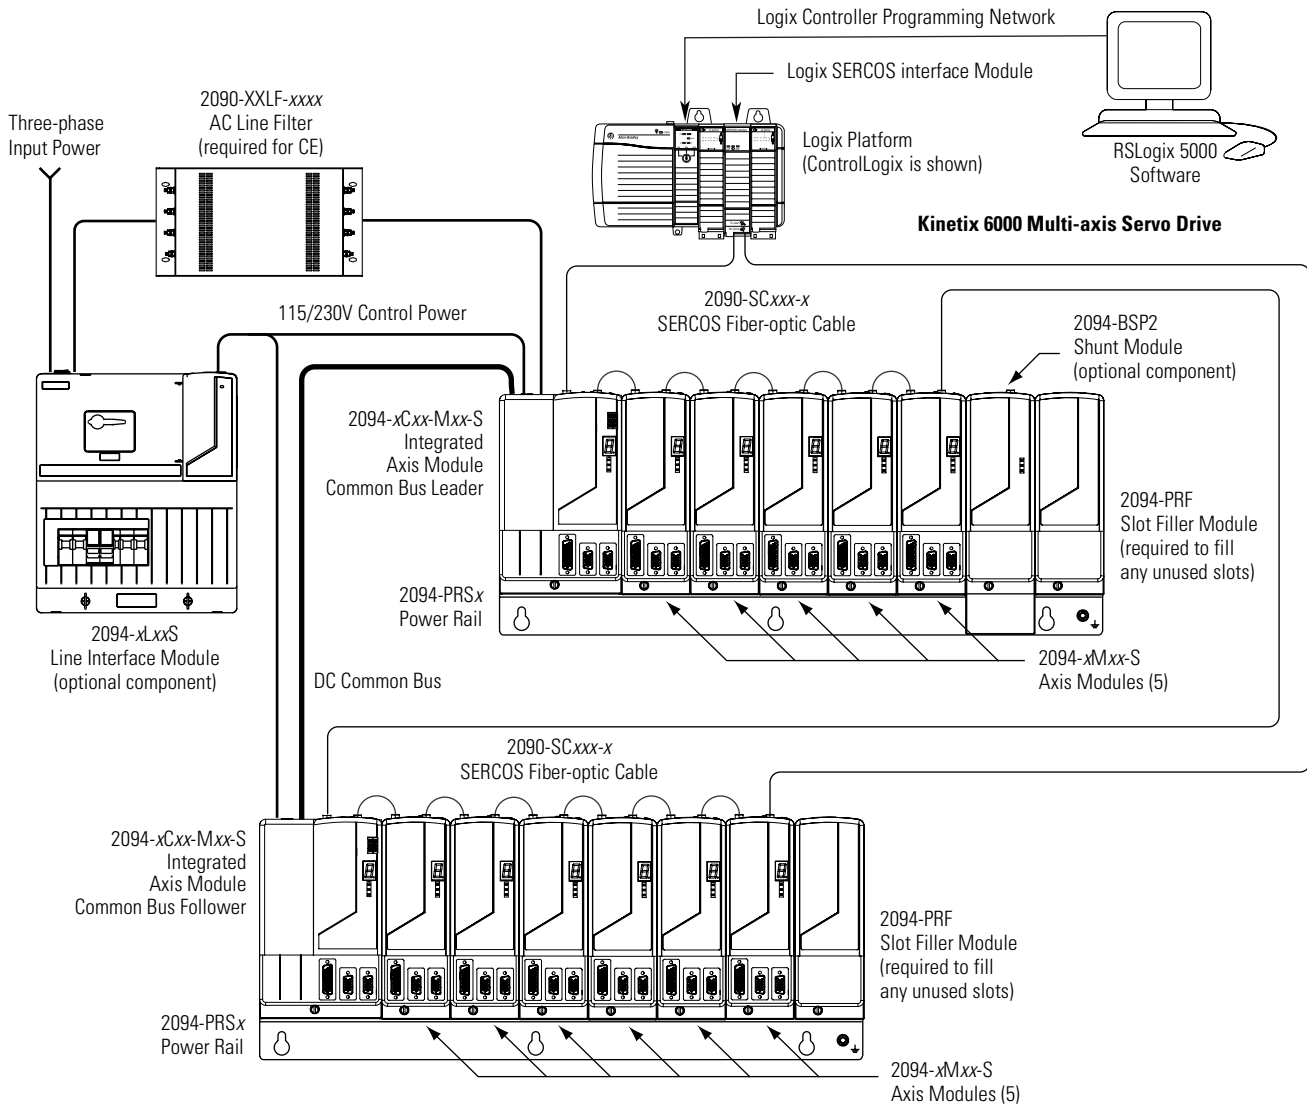 Logix Controller Programming Network
Logix SERCOS interface Module
2090-XXLF-xxxx
AC Line Filter
(required for CE)
Three-phase
Input Power
Logix Platform
(ControlLogix is shown)
RSLogix 5000
Software
Kinetix 6000 Multi-axis Servo Drive
115/230V Control Power
2090-SCxxx-x
SERCOS Fiber-optic Cable
2094-BSP2
Shunt Module
(optional component)
2094-xCxx-Mxx-S
Integrated
Axis Module
Common Bus Leader
2094-PRF
Slot Filler Module
(required to fill
any unused slots)
2094-PRSx
Power Rail
2094-xLxxS
Line Interface Module
(optional component)
2094-xMxx-S
Axis Modules (5)
DC Common Bus
2090-SCxxx-x
SERCOS Fiber-optic Cable
2094-xCxx-Mxx-S
Integrated
Axis Module
Common Bus Follower
2094-PRF
Slot Filler Module
(required to fill
any unused slots)
2094-PRSx
Power Rail
2094-xMxx-S
Axis Modules (5)